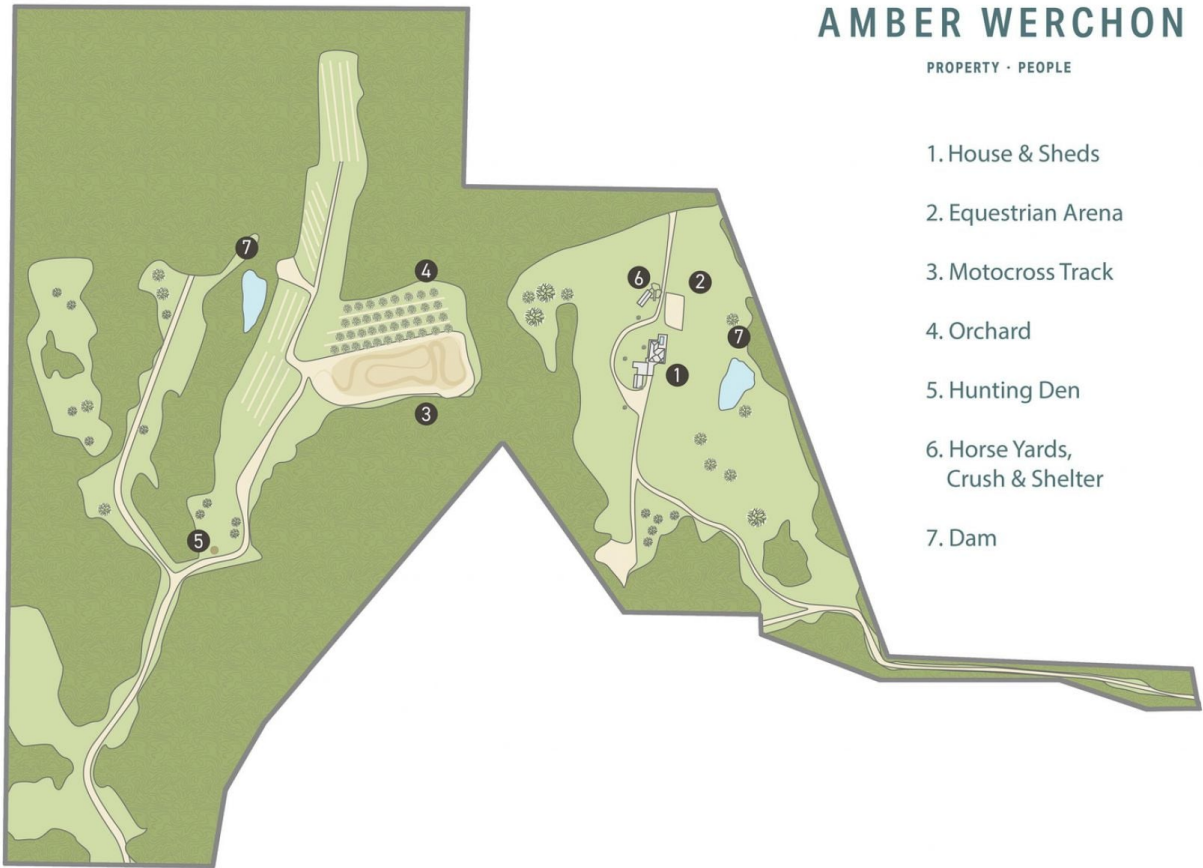 AMBER WERCHON
PROPERTY · PEOPLE
1. House & Sheds
2. Equestrian Arena
3. Motocross Track
4. Orchard
5. Hunting Den
6. Horse Yards,
Crush & Shelter
7. Dam
7
4
6
2
7
1
3
5